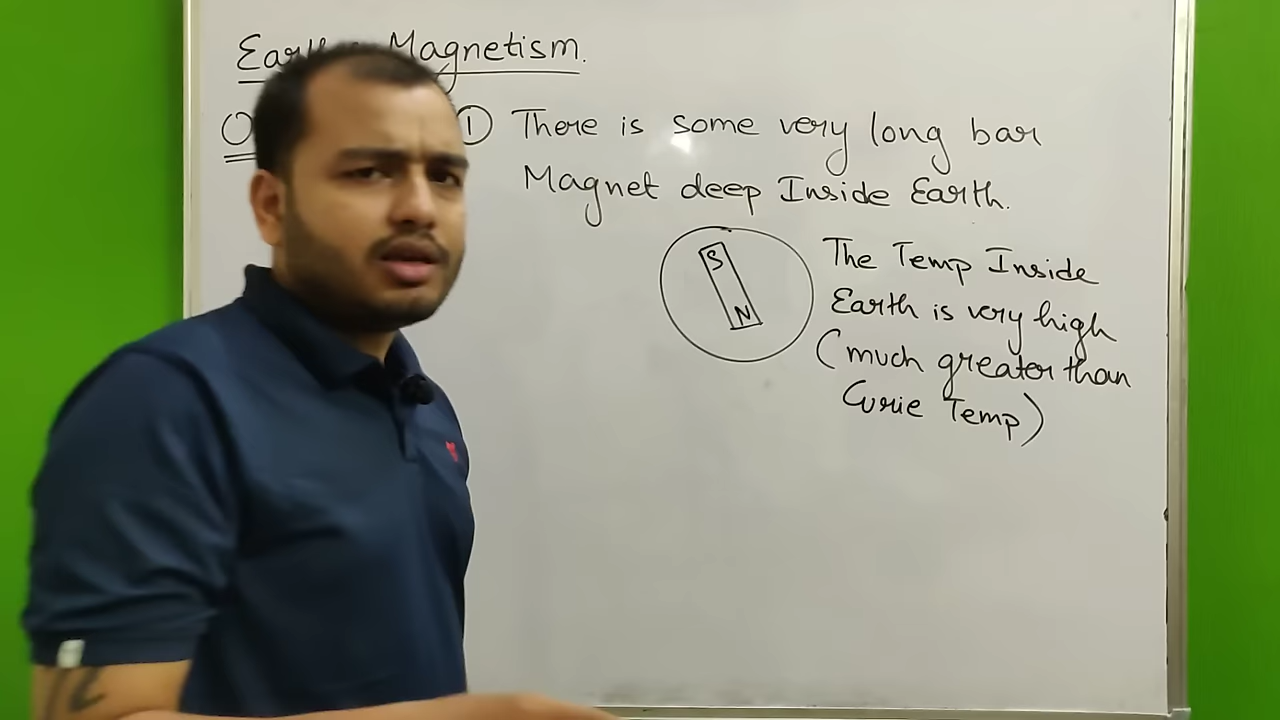 Magnetism.
① There is some very long bar
Magnet deep Inside Earth.
S
N
The Temp Inside
Earth is very high
(much greater than
Curie Temp)